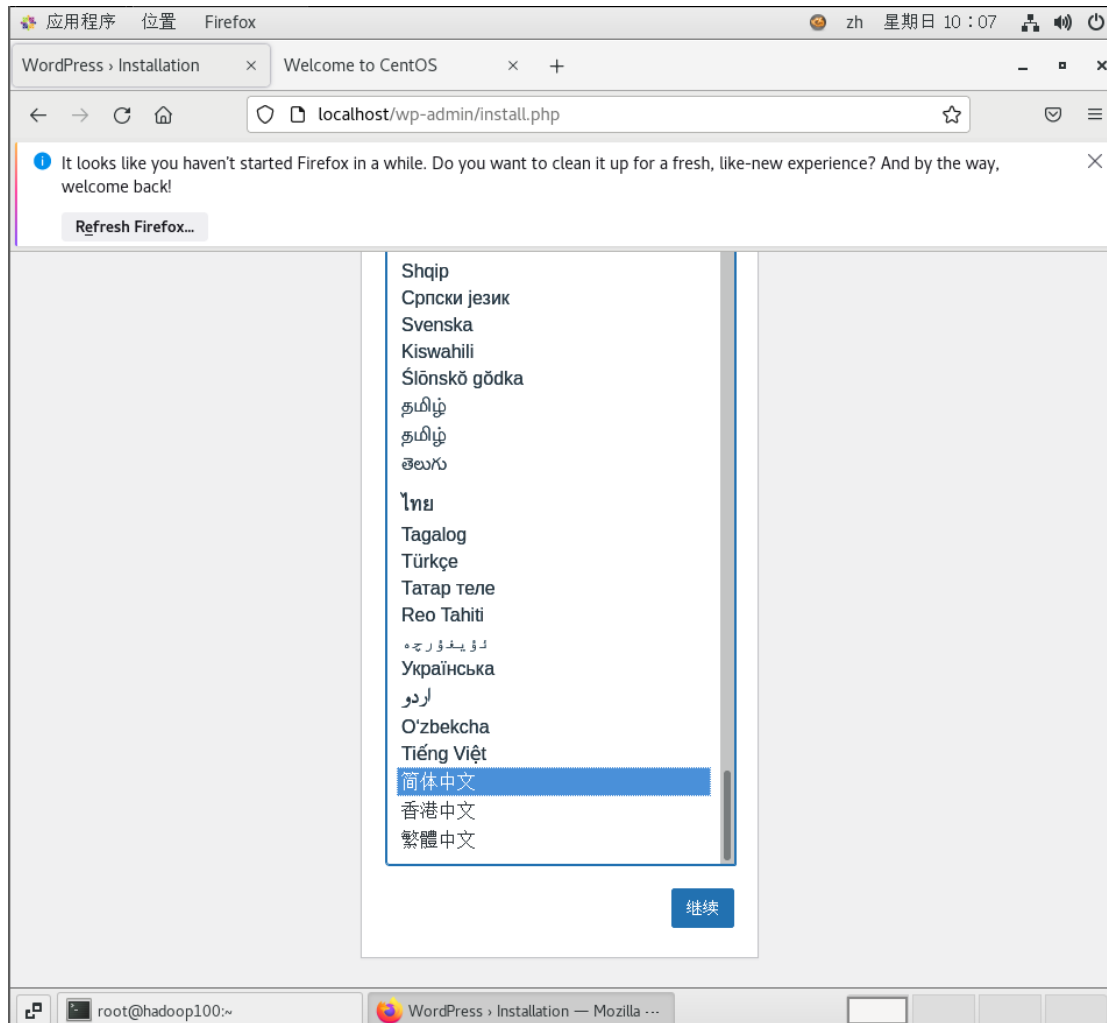 应用程序 位置 Firefox zh 星期日 10：07
WordPress › Installation × Welcome to CentOS × +
localhost/wp-admin/install.php
It looks like you haven't started Firefox in a while. Do you want to clean it up for a fresh, like-new experience? And by the way,
welcome back!
Refresh Firefox...
Shqip
Српски језик
Svenska
Kiswahili
Ślōnskŏ gŏdka
தமிழ்
தமிழ்
తెలుగు
ไทย
Tagalog
Türkçe
Татар теле
Reo Tahiti
ئۇيغۇرچە
Українська
اردو
O‘zbekcha
Tiếng Việt
简体中文
香港中文
繁體中文
继续
root@hadoop100:~ WordPress › Installation — Mozilla ···